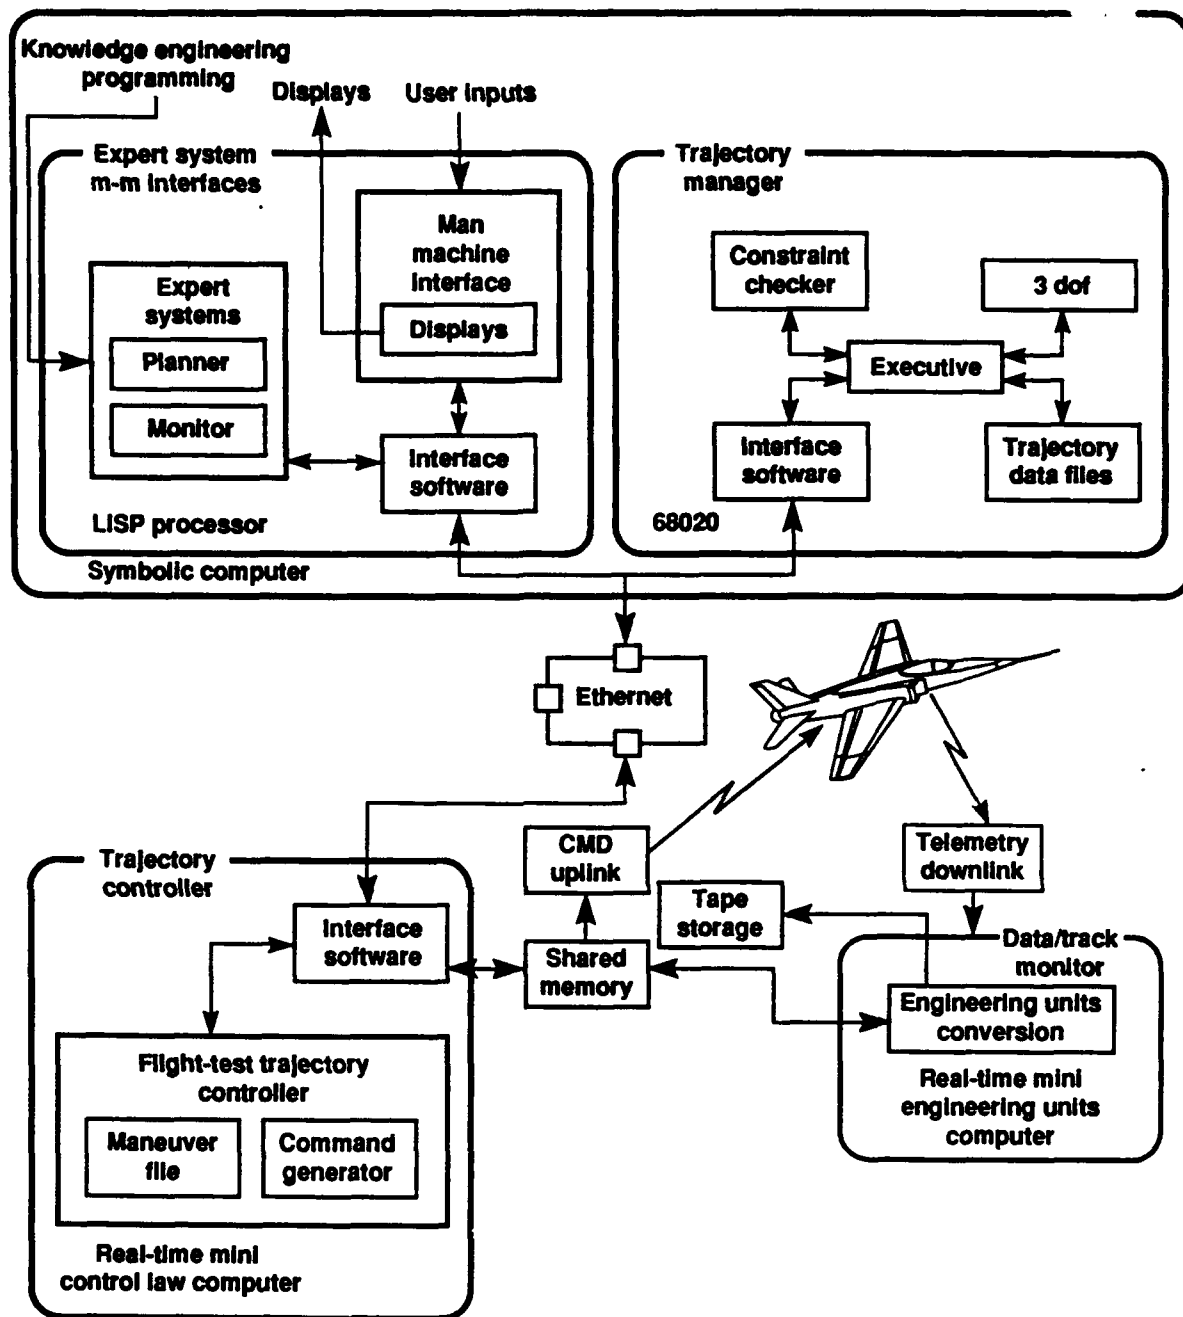 Knowledge engineering
programming
Displays
User inputs
Expert system
m-m interfaces
Man
machine
interface
Displays
Expert
systems
Planner
Monitor
Interface
software
LISP processor
Symbolic computer
Trajectory
manager
Constraint
checker
3 dof
Executive
Interface
software
Trajectory
data files
68020
Ethernet
CMD
uplink
Telemetry
downlink
Tape
storage
Shared
memory
Data/track
monitor
Engineering units
conversion
Real-time mini
engineering units
computer
Trajectory
controller
Interface
software
Flight-test trajectory
controller
Maneuver
file
Command
generator
Real-time mini
control law computer